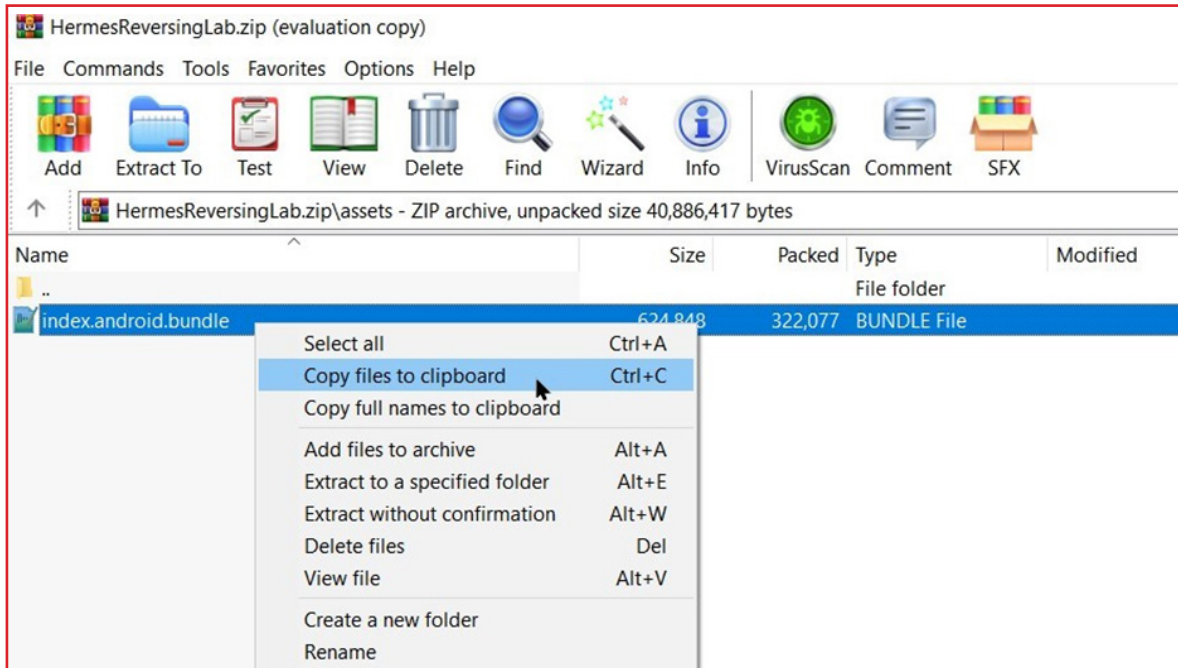 HermesReversingLab.zip (evaluation copy)
File Commands Tools Favorites Options Help
Add Extract To Test View Delete Find Wizard Info VirusScan Comment SFX
HermesReversingLab.zip\assets - ZIP archive, unpacked size 40,886,417 bytes
Name Size Packed Type Modified
.. File folder
index.android.bundle 624,848 322,077 BUNDLE File
Select all Ctrl+A
Copy files to clipboard Ctrl+C
Copy full names to clipboard
Add files to archive Alt+A
Extract to a specified folder Alt+E
Extract without confirmation Alt+W
Delete files Del
View file Alt+V
Create a new folder
Rename